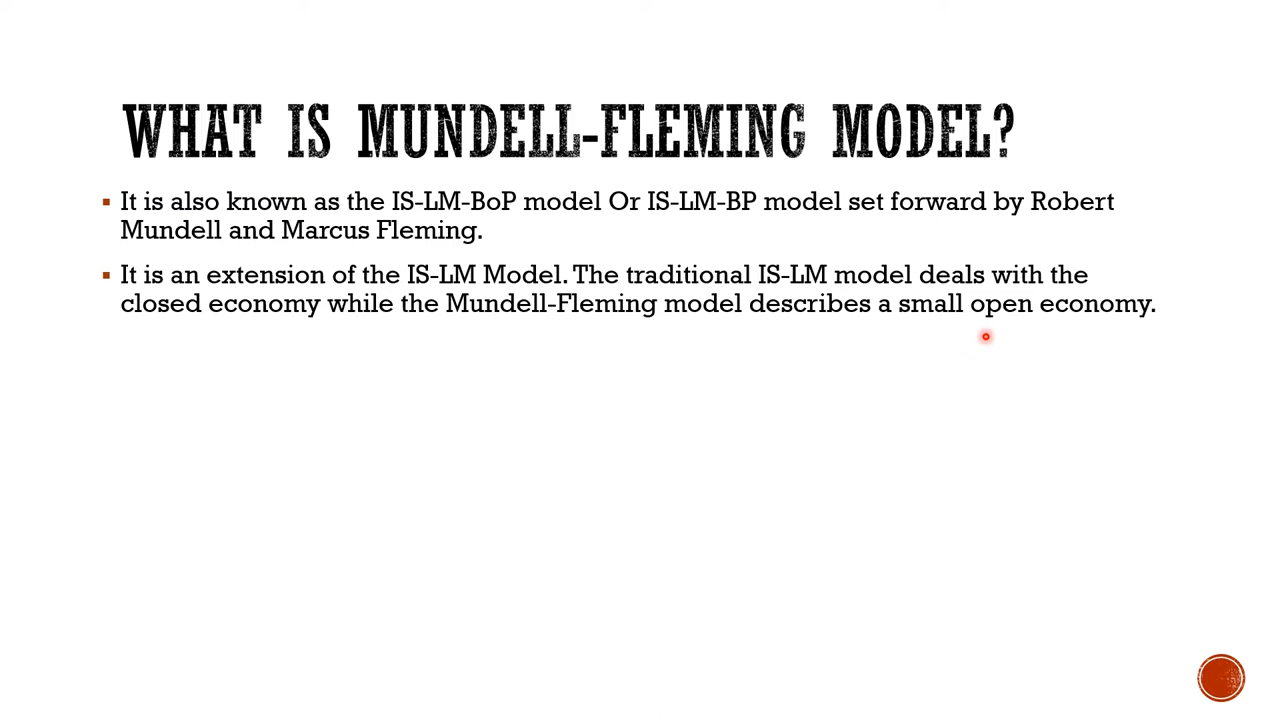 WHAT IS MUNDELL-FLEMING MODEL?
It is also known as the IS-LM-BoP model Or IS-LM-BP model set forward by Robert
Mundell and Marcus Fleming.
It is an extension of the IS-LM Model. The traditional IS-LM model deals with the
closed economy while the Mundell-Fleming model describes a small open economy.